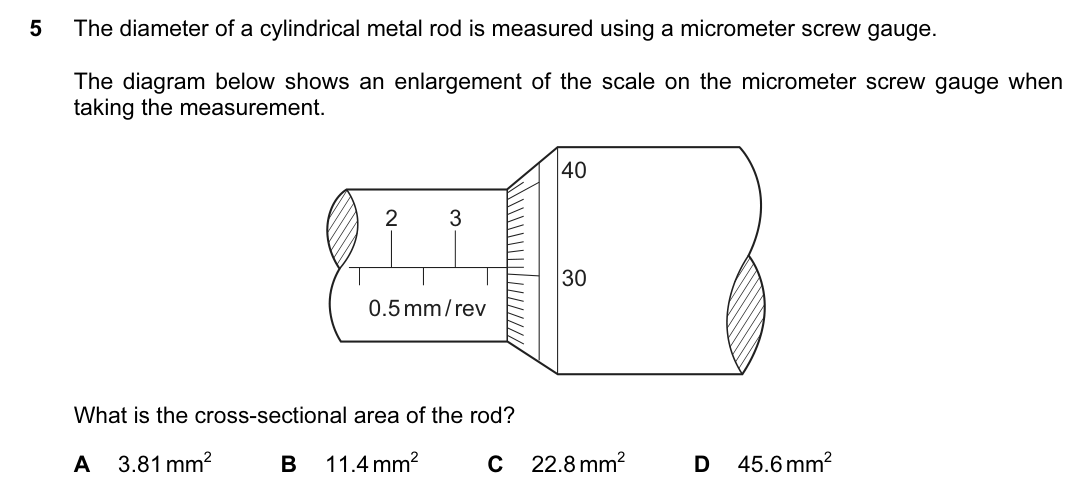 5 The diameter of a cylindrical metal rod is measured using a micrometer screw gauge.
The diagram below shows an enlargement of the scale on the micrometer screw gauge when
taking the measurement.
40
2 3
30
0.5 mm / rev
What is the cross-sectional area of the rod?
A 3.81 mm² B 11.4 mm² C 22.8 mm² D 45.6 mm²